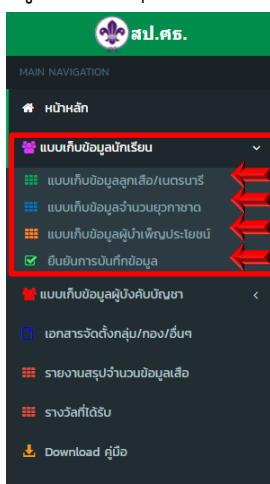 สป.ศธ.
MAIN NAVIGATION
หน้าหลัก
แบบเก็บข้อมูลนักเรียน
แบบเก็บข้อมูลลูกเสือ/เนตรนารี
แบบเก็บข้อมูลจำนวนยุวกาชาด
แบบเก็บข้อมูลผู้บำเพ็ญประโยชน์
ยืนยันการบันทึกข้อมูล
แบบเก็บข้อมูลผู้บังคับบัญชา
เอกสารจัดตั้งกลุ่ม/กอง/อื่นๆ
รายงานสรุปจำนวนข้อมูลเสือ
รางวัลที่ได้รับ
Download คู่มือ